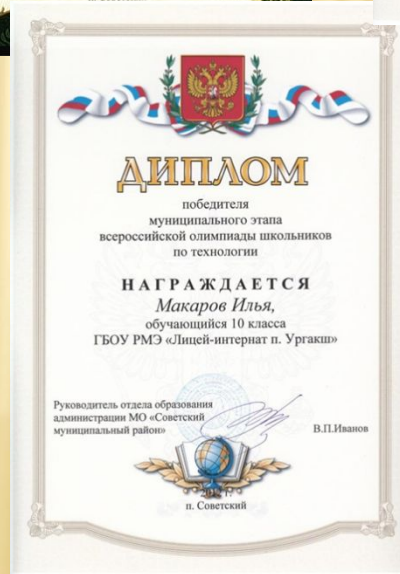 ДИПЛОМ
победителя
муниципального этапа
всероссийской олимпиады школьников
по технологии
НАГРАЖДАЕТСЯ
Макаров Илья,
обучающийся 10 класса
ГБОУ РМЭ «Лицей-интернат п. Ургакш»
Руководитель отдела образования
администрации МО «Советский
муниципальный район»
В.П.Иванов
п. Советский